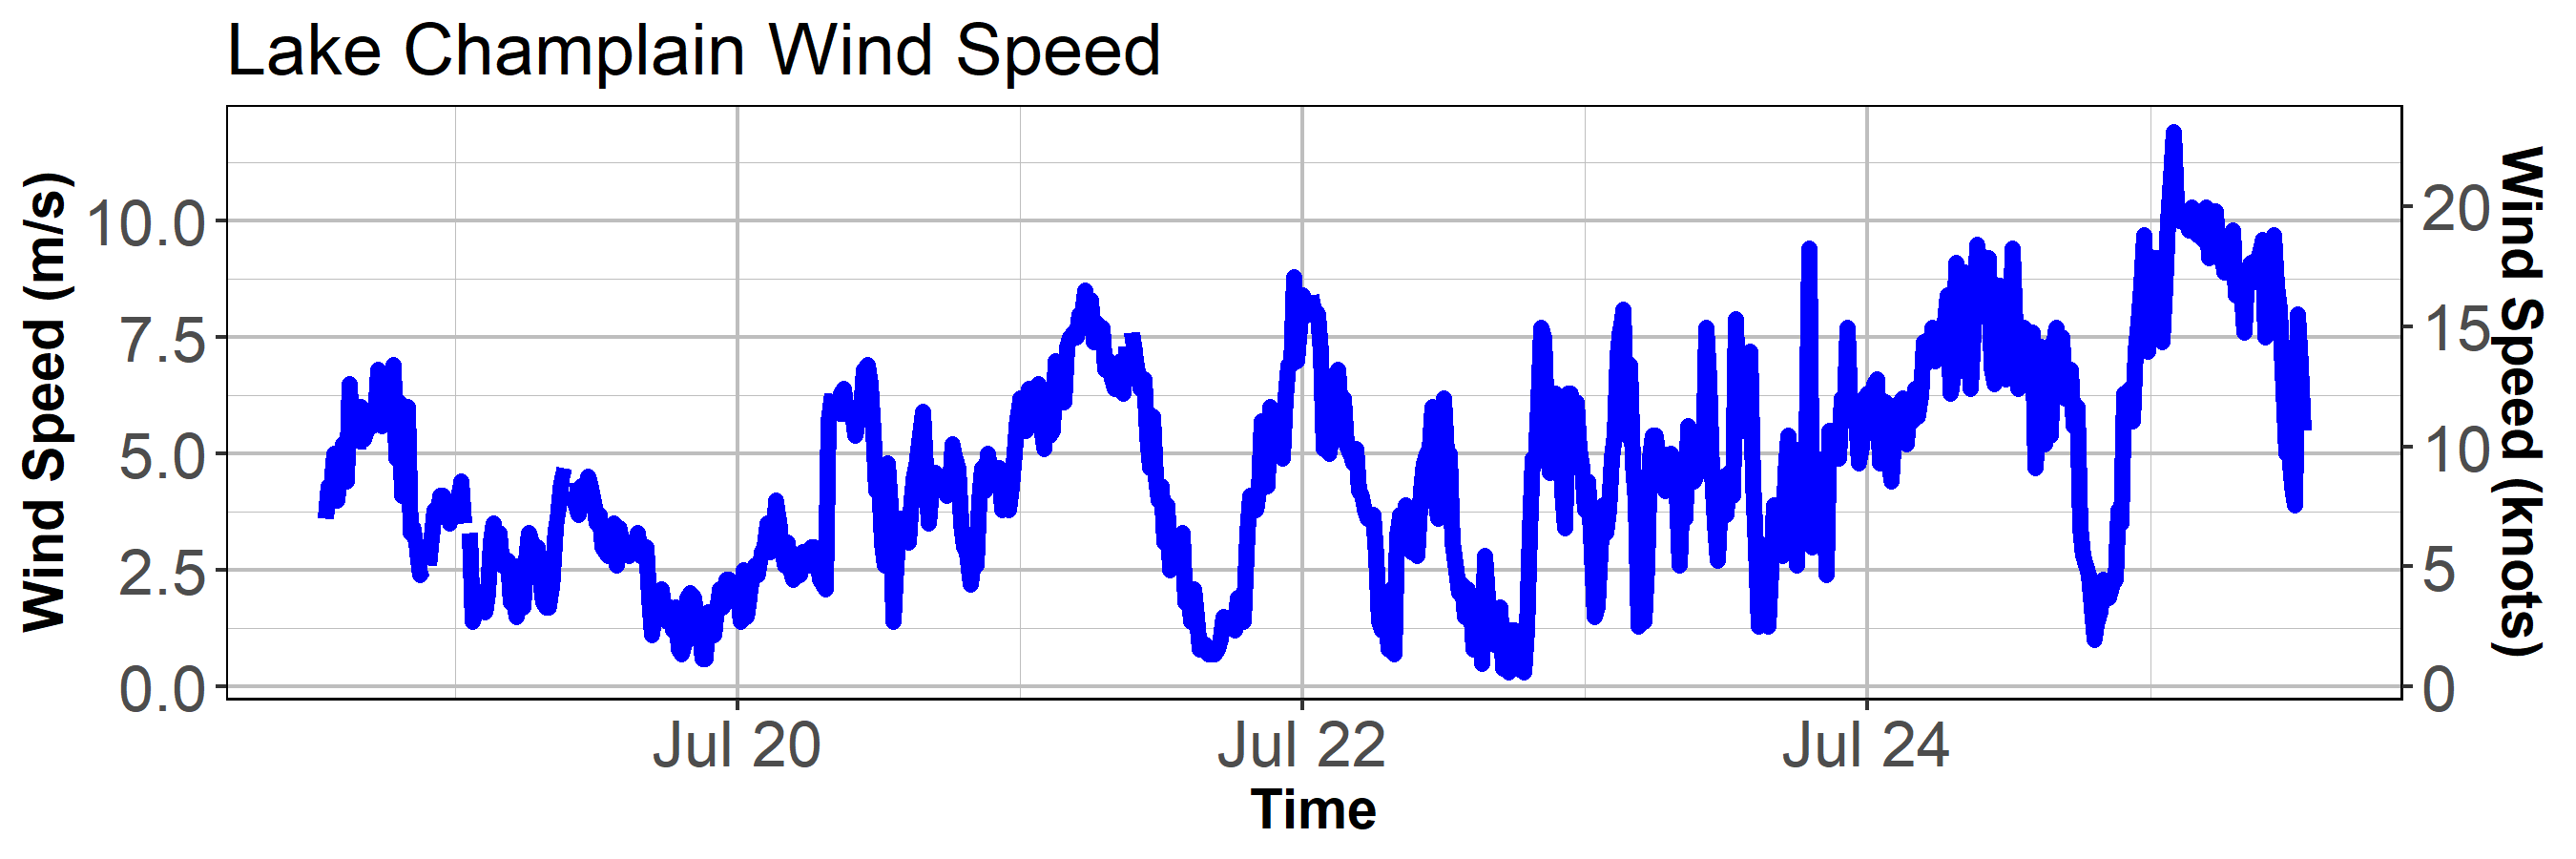 Lake Champlain Wind Speed
Wind Speed (m/s)
10.0
7.5
5.0
2.5
0.0
20
15
10
5
0
Wind Speed (knots)
Jul 20
Jul 22
Jul 24
Time